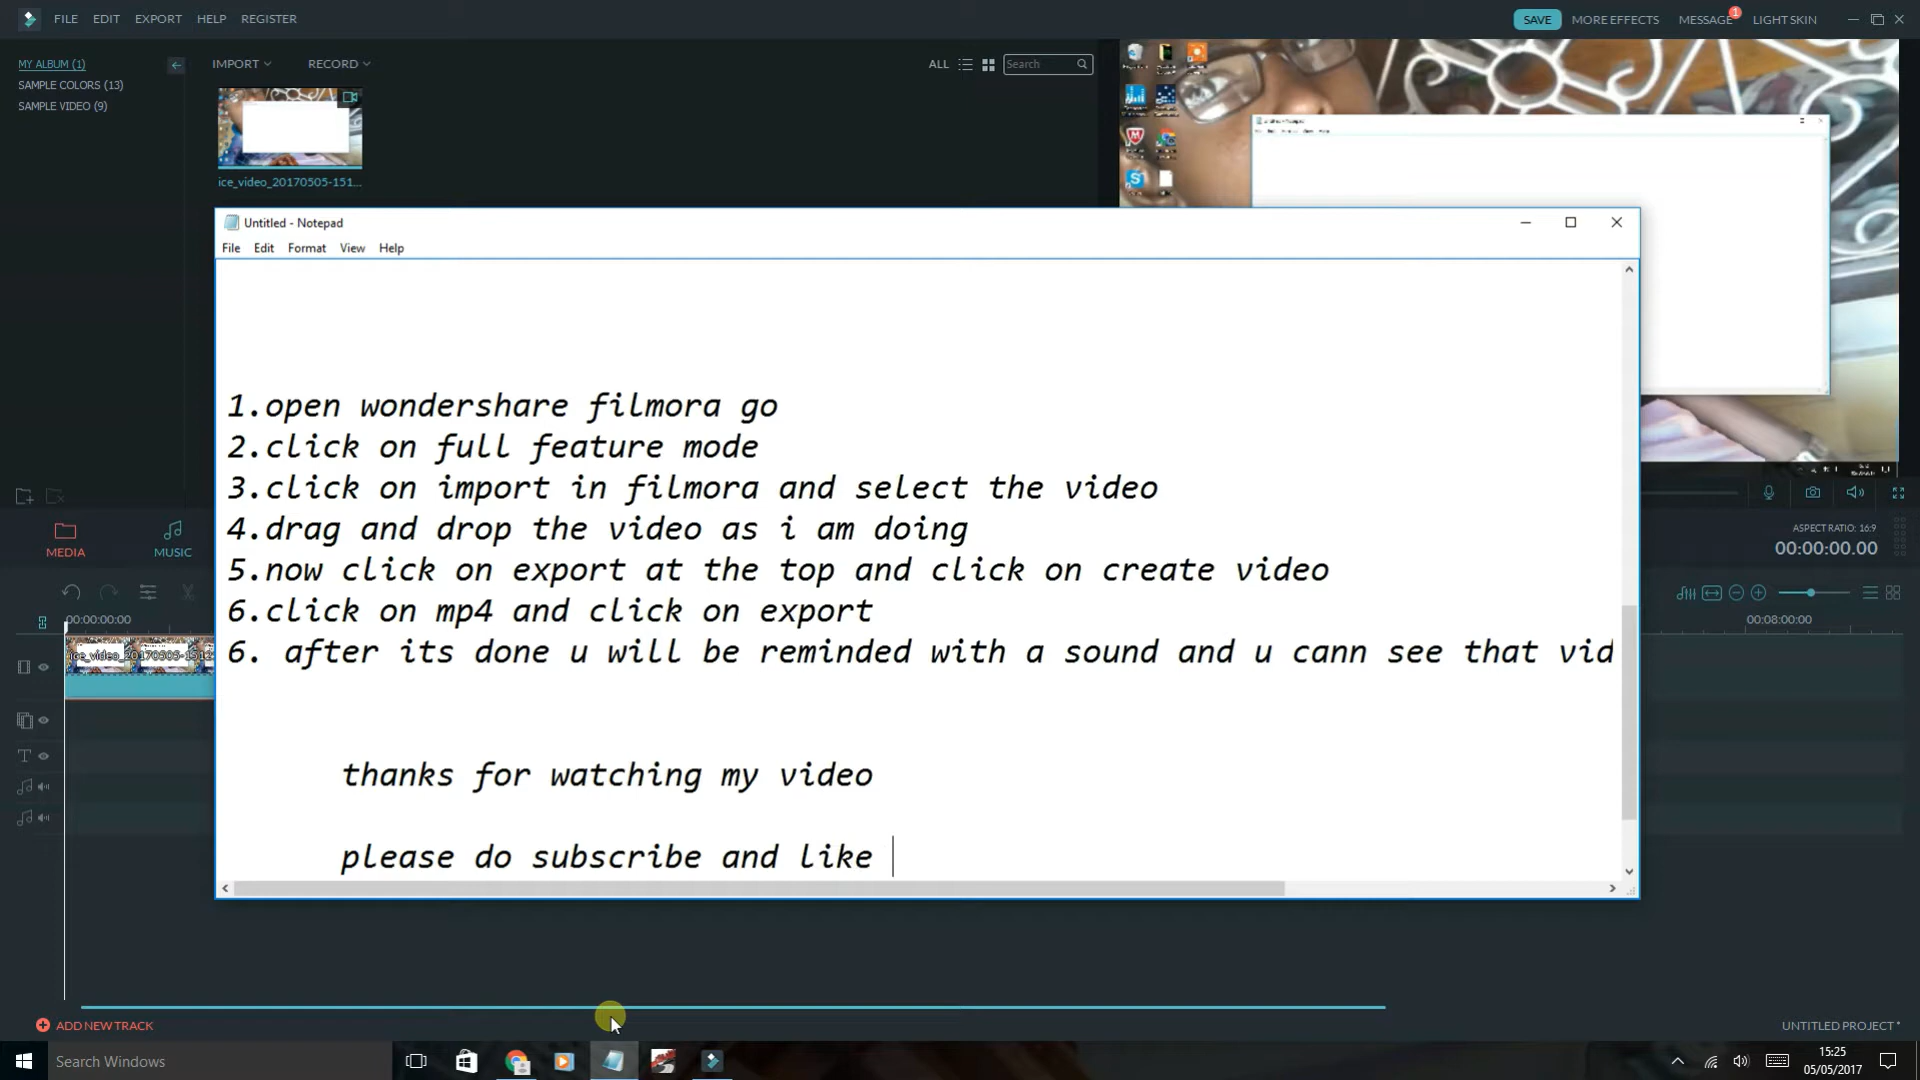 FILE EDIT EXPORT HELP REGISTER
SAVE MORE EFFECTS MESSAGE 1 LIGHT SKIN
MY ALBUM (1)
SAMPLE COLORS (13)
SAMPLE VIDEO (9)
IMPORT RECORD
ALL Search
ice_video_20170505-151...
Untitled - Notepad
File Edit Format View Help
1.open wondershare filmora go
2.click on full feature mode
3.click on import in filmora and select the video
4.drag and drop the video as i am doing
5.now click on export at the top and click on create video
6.click on mp4 and click on export
6. after its done u will be reminded with a sound and u cann see that vid
thanks for watching my video
please do subscribe and like
MEDIA MUSIC
ASPECT RATIO: 16:9
00:00:00.00
00:00:00:00
00:08:00:00
ADD NEW TRACK
UNTITLED PROJECT *
Search Windows
15:25
05/05/2017